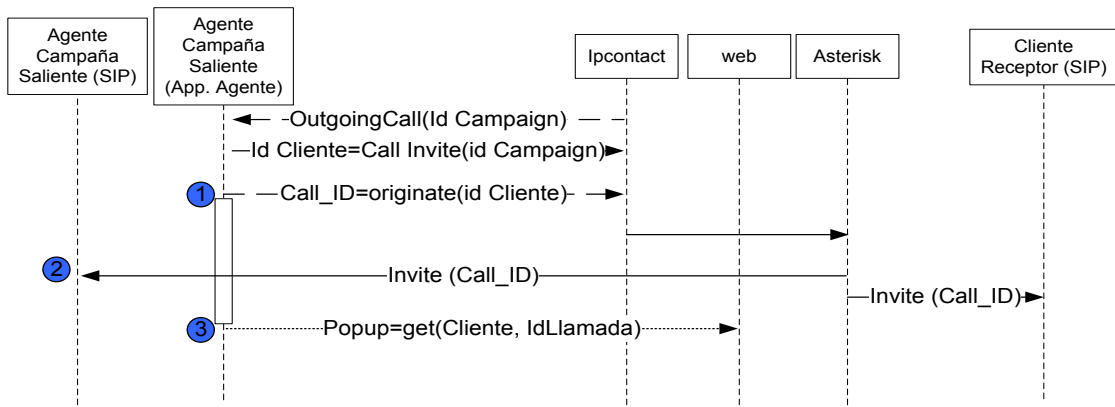 Agente
Campaña
Saliente (SIP)
Agente
Campaña
Saliente
(App. Agente)
Ipcontact
web
Asterisk
Cliente
Receptor (SIP)
OutgoingCall(Id Campaign)
Id Cliente=Call Invite(id Campaign)
1
Call_ID=originate(id Cliente)
2
Invite (Call_ID)
Invite (Call_ID)
3
Popup=get(Cliente, IdLlamada)